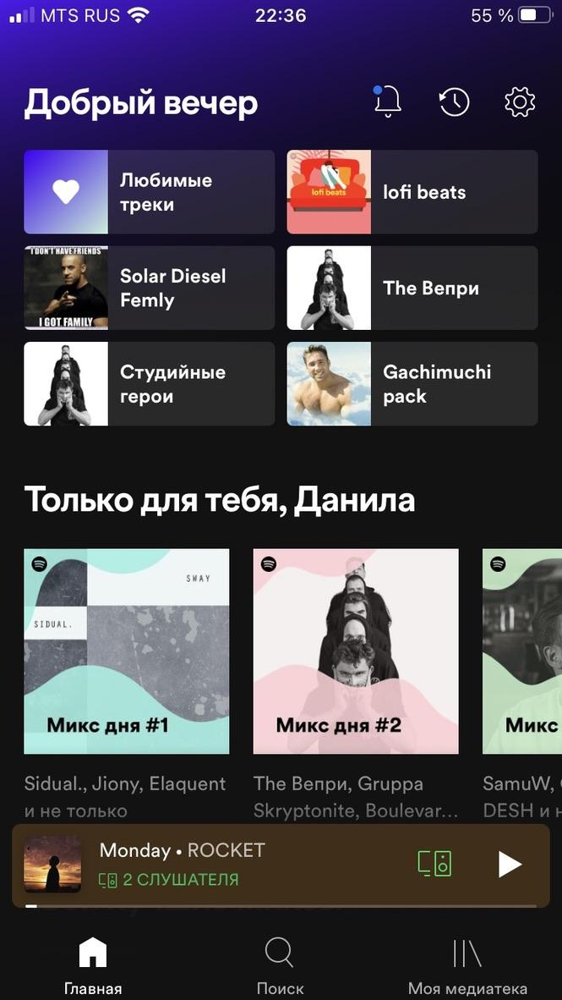 MTS RUS 22:36 55 %
Добрый вечер
Любимые
треки
lofi beats
lofi beats
I DON'T HAVE FRIENDS
I GOT FAMILY
Solar Diesel
Femly
The Вепри
Студийные
герои
Gachimuchi
pack
Только для тебя, Данила
SWAY
SIDUAL.
Микс дня #1
Микс дня #2
Микс
Sidual., Jiony, Elaquent
и не только
The Вепри, Gruppa
Skryptonite, Boulevar...
SamuW,
DESH и н
Monday • ROCKET
2 СЛУШАТЕЛЯ
Главная
Поиск
Моя медиатека